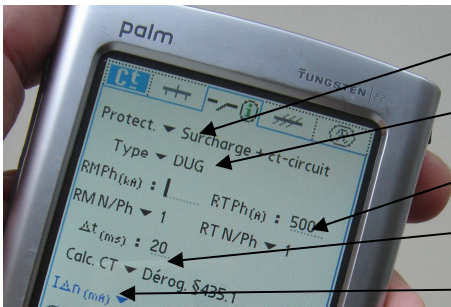 palm
TUNGSTEN
Ct
Protect. Surcharge + ct-circuit
Type DUG
RMPh(kA) : RTPh(A) : 500
RM N/Ph 1 RT N/Ph 1
Δt(ms) : 20
Calc. CT Dérog. §435.1
IΔn(mA)